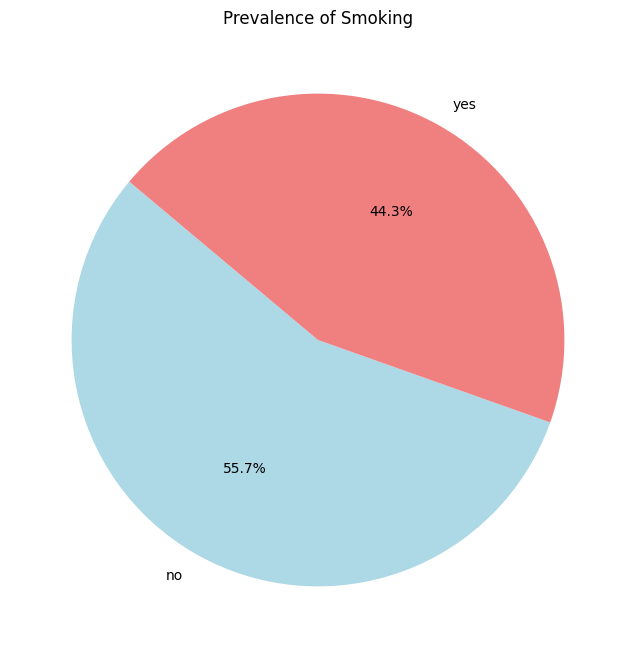 Prevalence of Smoking
yes
44.3%
55.7%
no